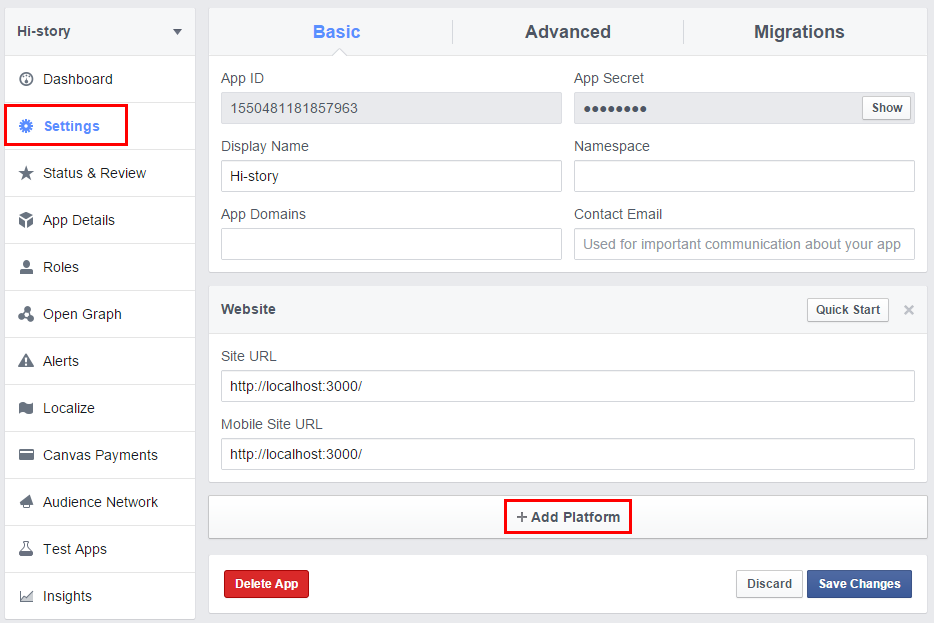 Hi-story
Dashboard
Settings
Status & Review
App Details
Roles
Open Graph
Alerts
Localize
Canvas Payments
Audience Network
Test Apps
Insights
Basic Advanced Migrations
App ID App Secret
1550481181857963 ●●●●●●●● Show
Display Name Namespace
Hi-story
App Domains Contact Email
Used for important communication about your app
Website Quick Start ×
Site URL
http://localhost:3000/
Mobile Site URL
http://localhost:3000/
+ Add Platform
Delete App Discard Save Changes